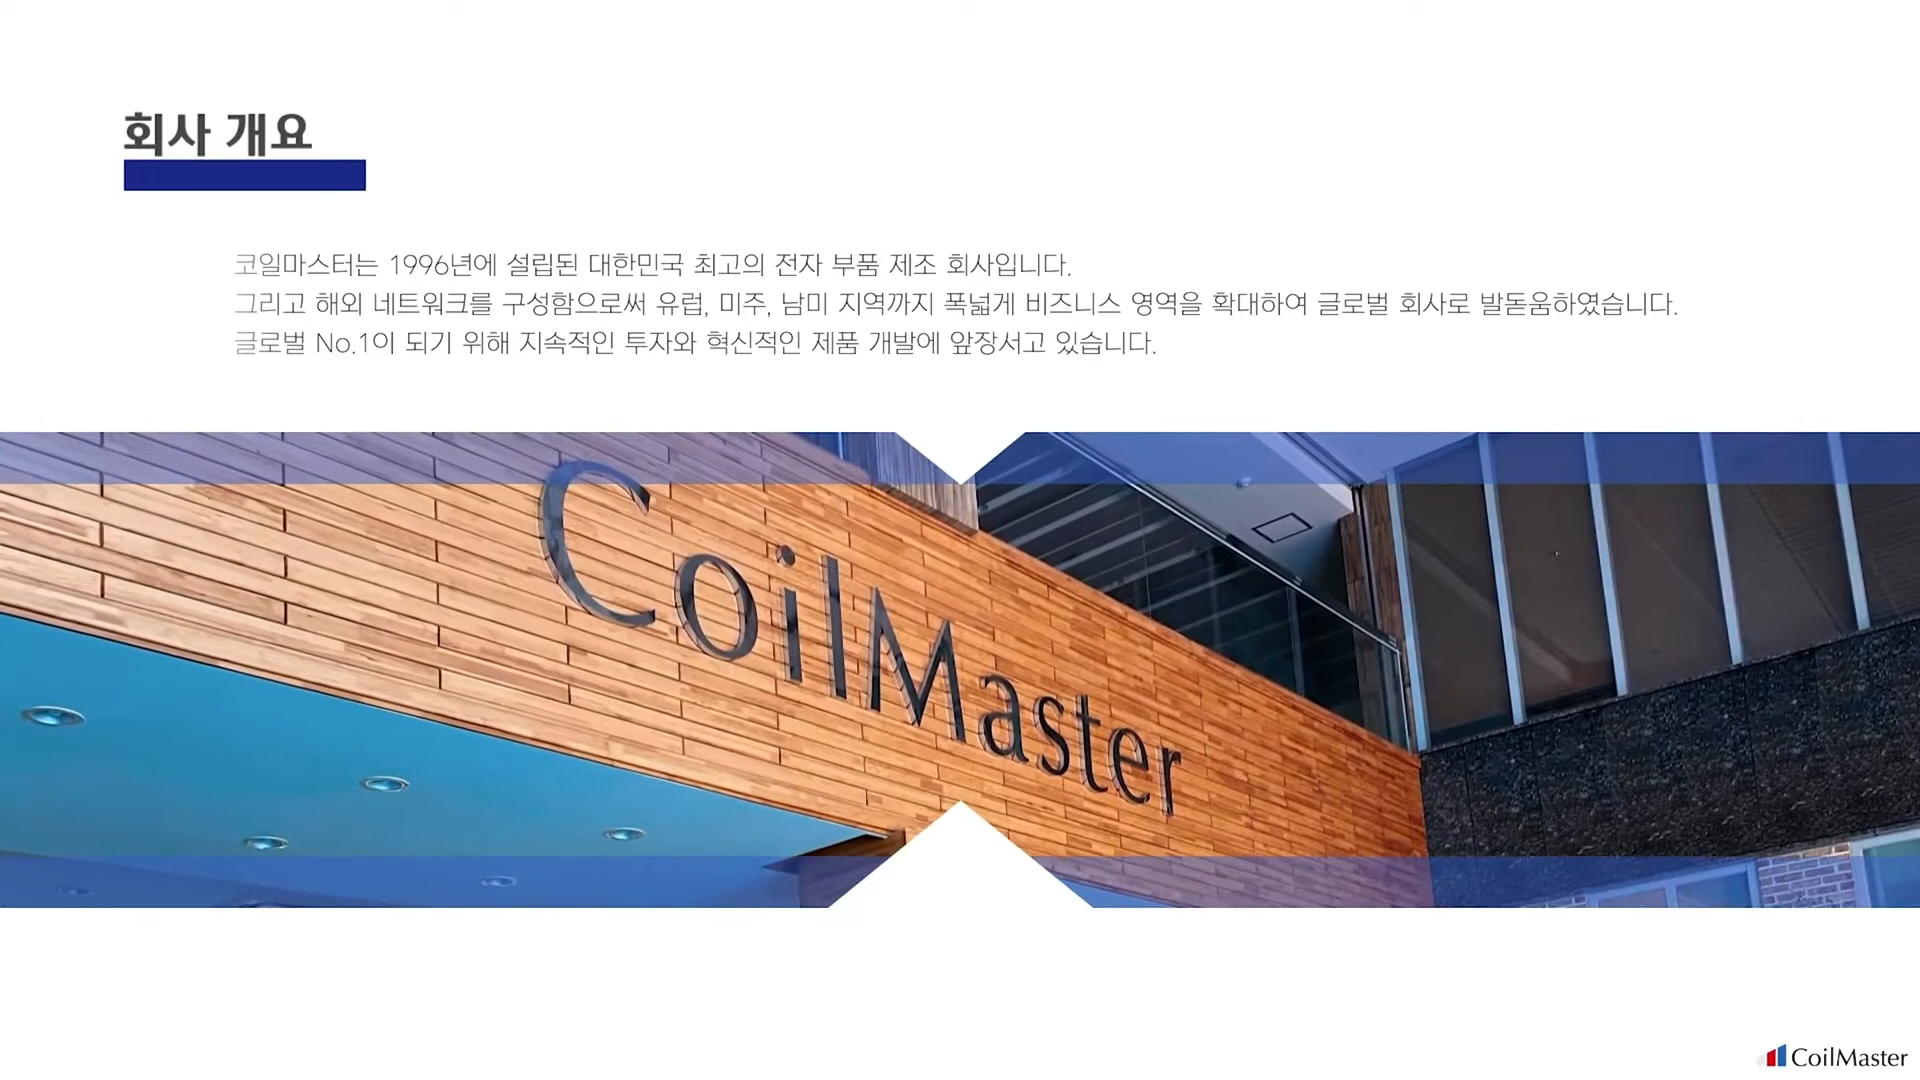 회사 개요
코일마스터는 1996년에 설립된 대한민국 최고의 전자 부품 제조 회사입니다.
그리고 해외 네트워크를 구성함으로써 유럽, 미주, 남미 지역까지 폭넓게 비즈니스 영역을 확대하여 글로벌 회사로 발돋움하였습니다.
글로벌 No.1이 되기 위해 지속적인 투자와 혁신적인 제품 개발에 앞장서고 있습니다.
CoilMaster
CoilMaster